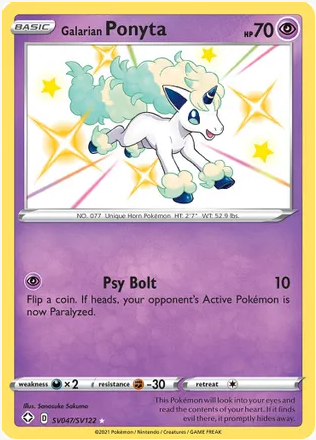 BASIC
Galarian Ponyta HP 70
NO. 077 Unique Horn Pokémon HT: 2'7" WT: 52.9 lbs.
Psy Bolt 10
Flip a coin. If heads, your opponent's Active Pokémon is
now Paralyzed.
weakness ×2 resistance -30 retreat
Illus. Sanosuke Sakuma
This Pokémon will look into your eyes and
read the contents of your heart. If it finds
evil there, it promptly hides away.
D SV047/SV122
©2021 Pokémon / Nintendo / Creatures / GAME FREAK